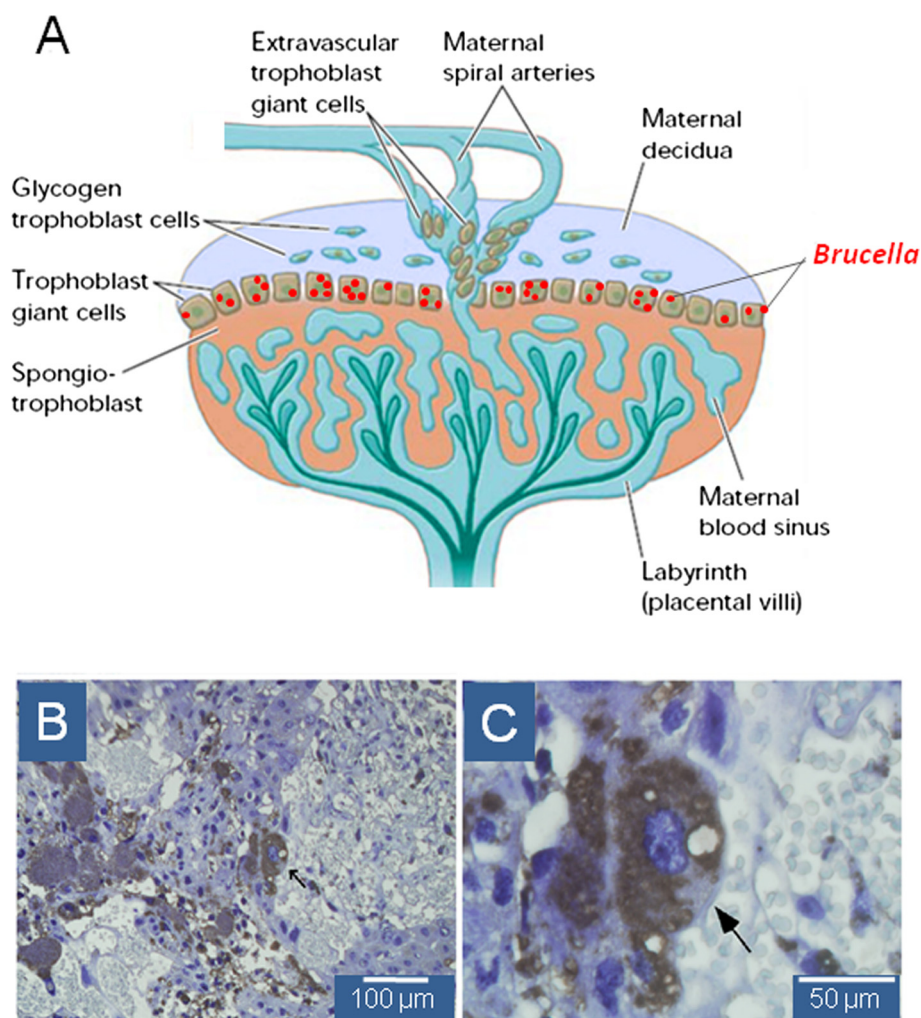 A
Extravascular
trophoblast
giant cells
Maternal
spiral arteries
Maternal
decidua
Glycogen
trophoblast cells
Brucella
Trophoblast
giant cells
Spongio-
trophoblast
Maternal
blood sinus
Labyrinth
(placental villi)
B
100 µm
C
50 µm